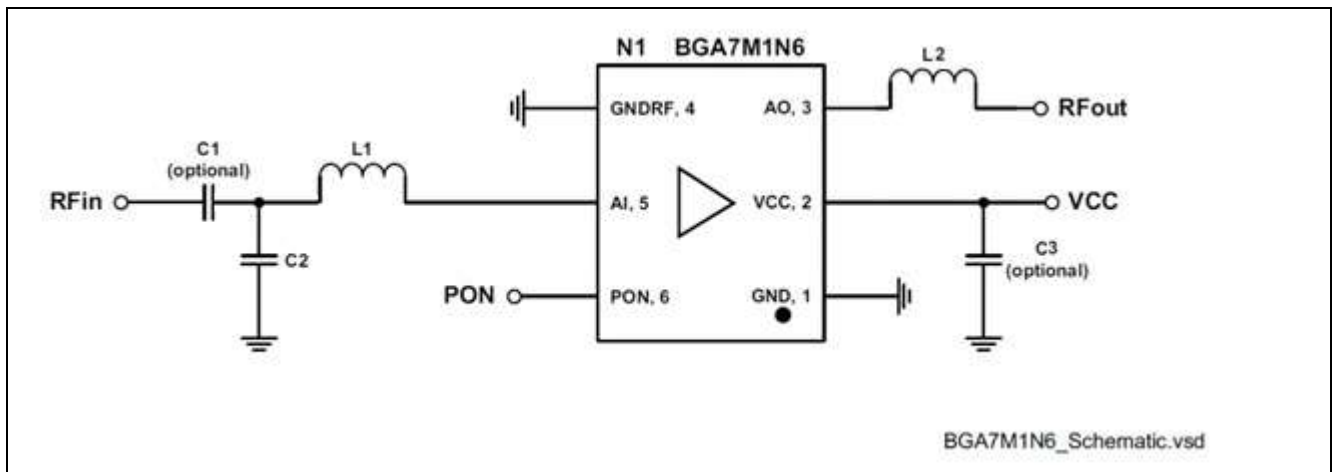 N1 BGA7M1N6
L2
GNDRF, 4
AO, 3
RFout
C1
(optional)
L1
RFin
AI, 5
VCC, 2
VCC
C2
C3
(optional)
PON
PON, 6
GND, 1
BGA7M1N6_Schematic.vsd